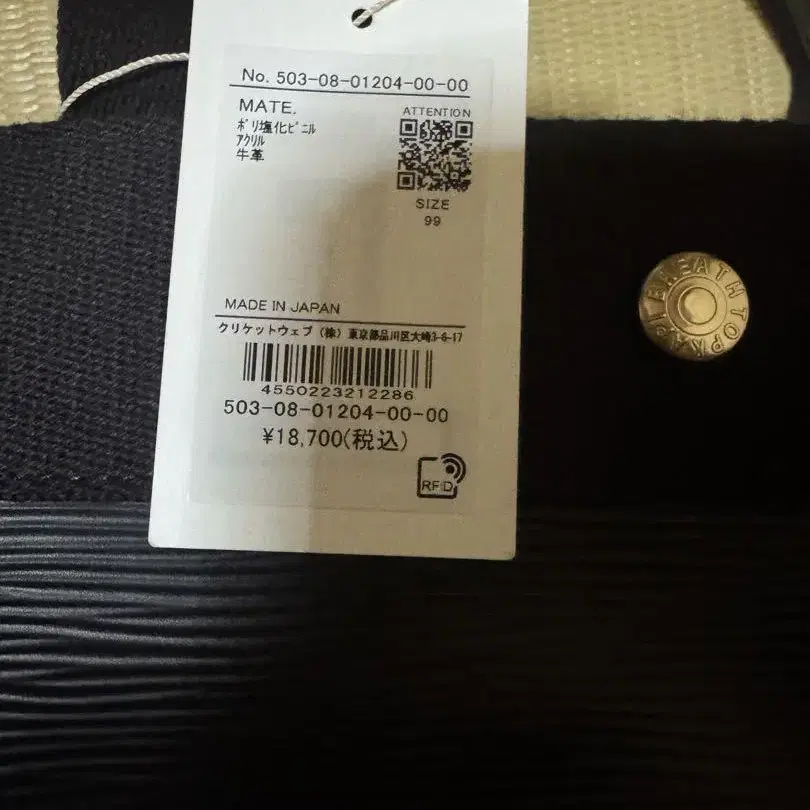 No. 503-08-01204-00-00
MATE.
ポリ塩化ビニル
アクリル
牛革
ATTENTION
SIZE
99
MADE IN JAPAN
クリケットウェブ（株）東京都品川区大崎3-6-17
4550223212286
503-08-01204-00-00
¥18,700(税込)
RFID
BREATH TOPKAPI